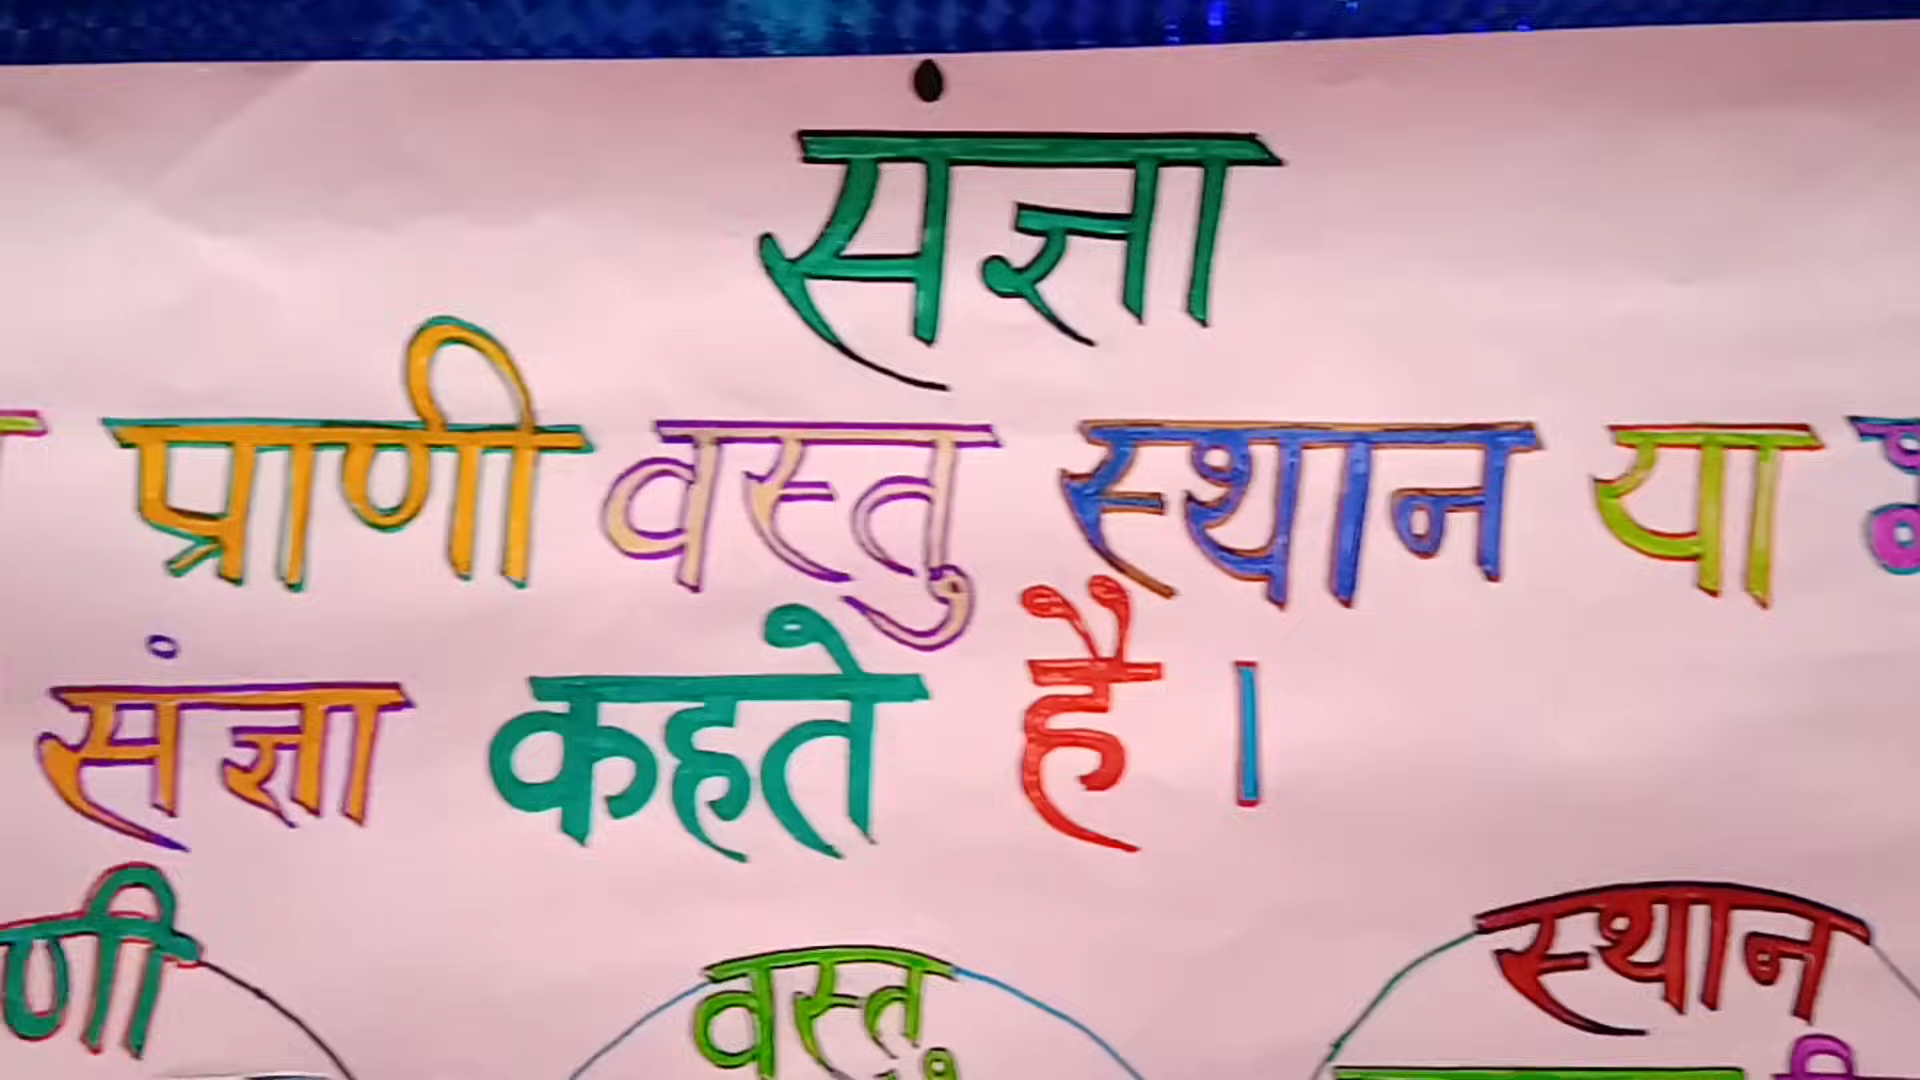 संज्ञा
प्राणी वस्तु स्थान या
संज्ञा कहते है।
वस्तु स्थान